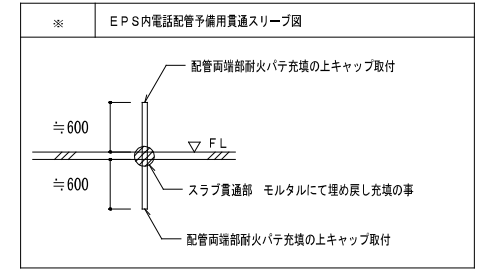 ※ EPS内電話配管予備用貫通スリーブ図
配管両端部耐火パテ充填の上キャップ取付
≒600
▽ FL
≒600
スラブ貫通部 モルタルにて埋め戻し充填の事
配管両端部耐火パテ充填の上キャップ取付